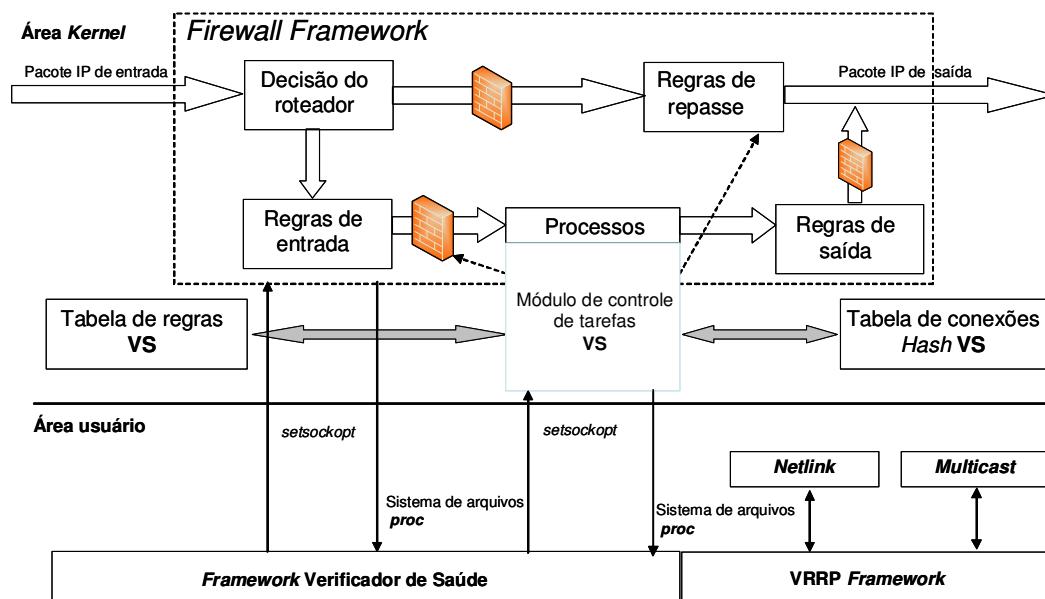 Firewall Framework
Área Kernel
Pacote IP de entrada
Decisão do
roteador
Regras de
repasse
Pacote IP de saída
Regras de
entrada
Processos
Regras de
saída
Módulo de controle
de tarefas
VS
Tabela de regras
VS
Tabela de conexões
Hash VS
Área usuário
setsockopt
setsockopt
Netlink
Multicast
Sistema de arquivos
proc
Sistema de arquivos
proc
Framework Verificador de Saúde
VRRP Framework